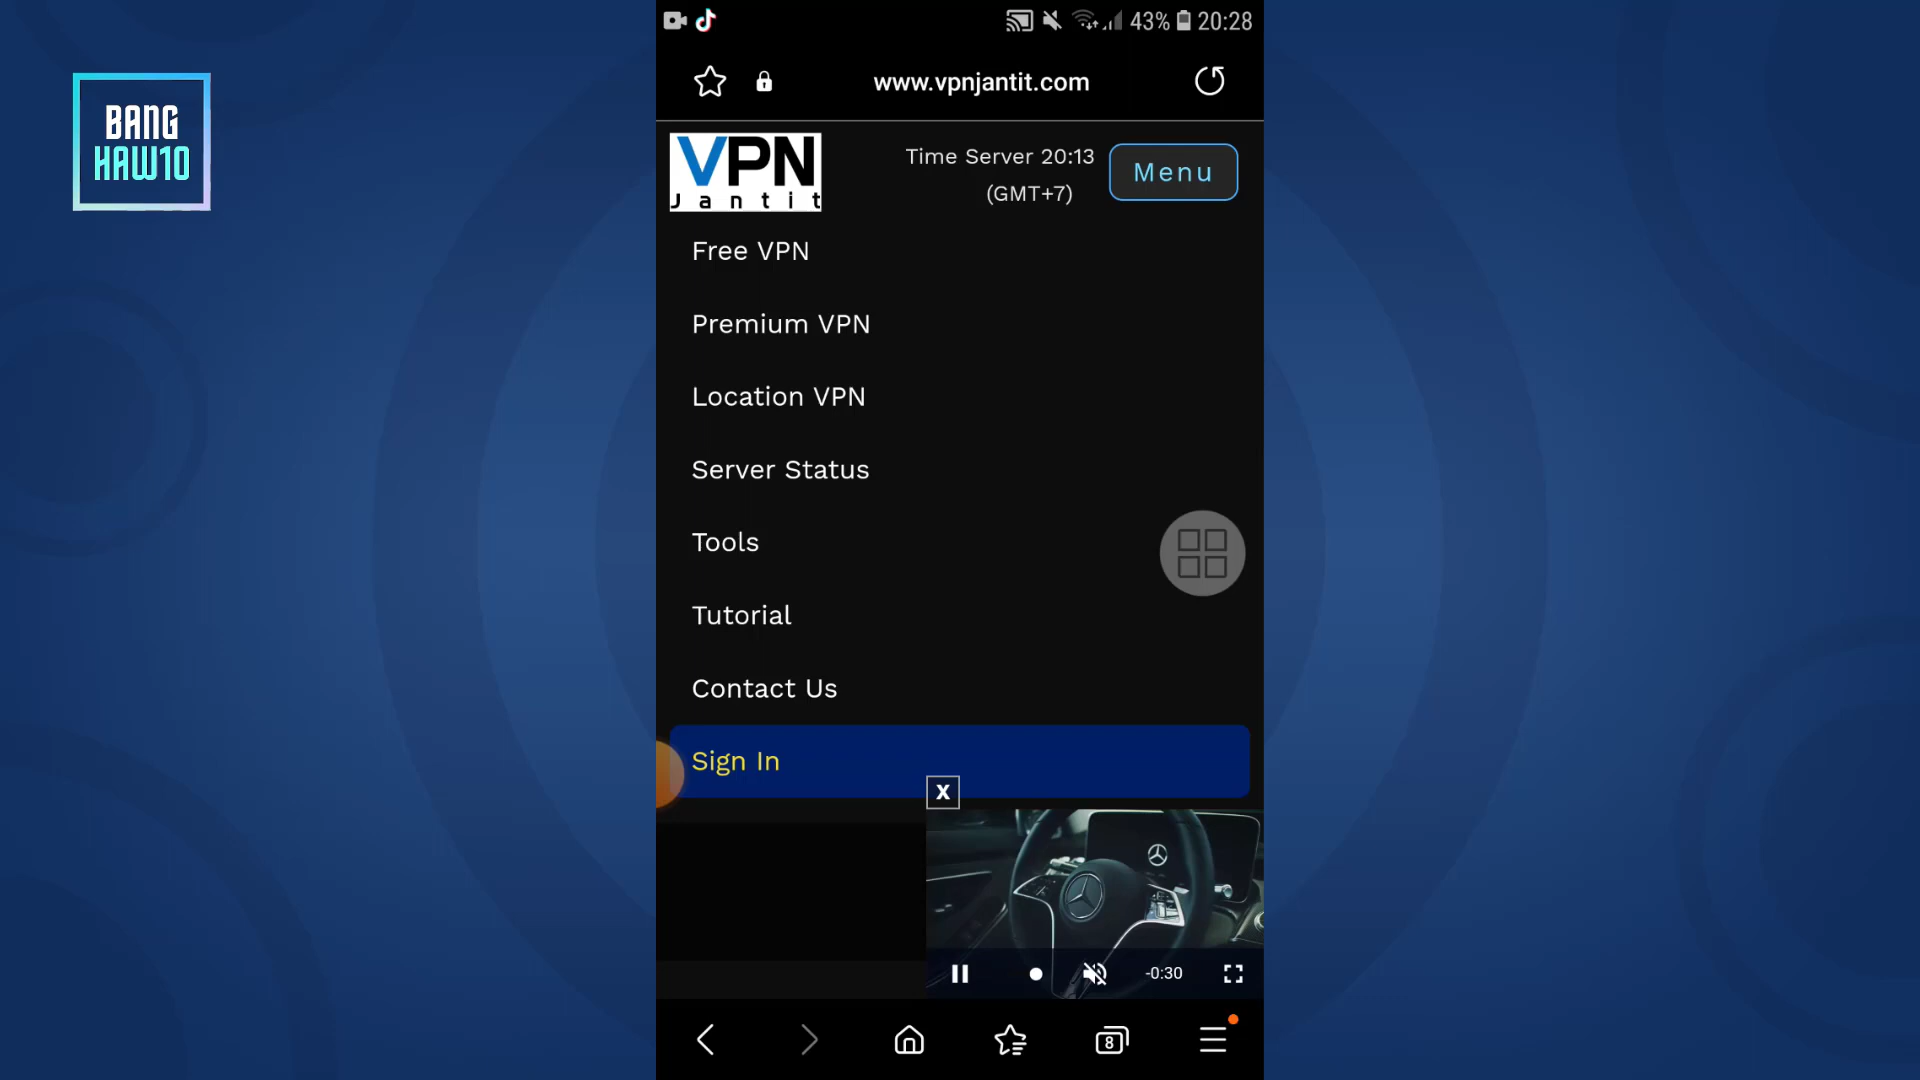 43% 20:28
BANG
HAW10
www.vpnjantit.com
VPN
Jantit
Time Server 20:13
(GMT+7)
Menu
Free VPN
Premium VPN
Location VPN
Server Status
Tools
Tutorial
Contact Us
Sign In
X
-0:30
8